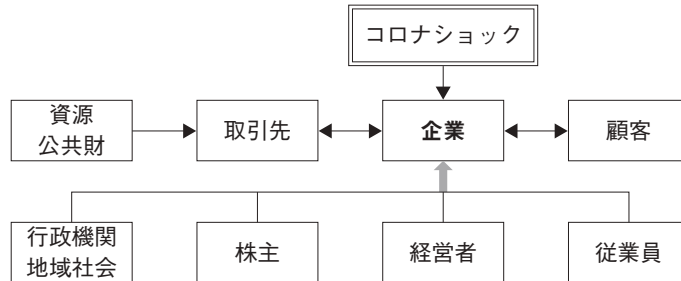 コロナショック
資源
公共財
取引先
企業
顧客
行政機関
地域社会
株主
経営者
従業員